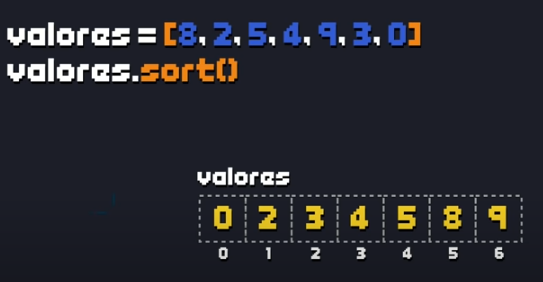 valores = [8, 2, 5, 4, 9, 3, 0]
valores.sort()
valores
0 2 3 4 5 8 9
0 1 2 3 4 5 6